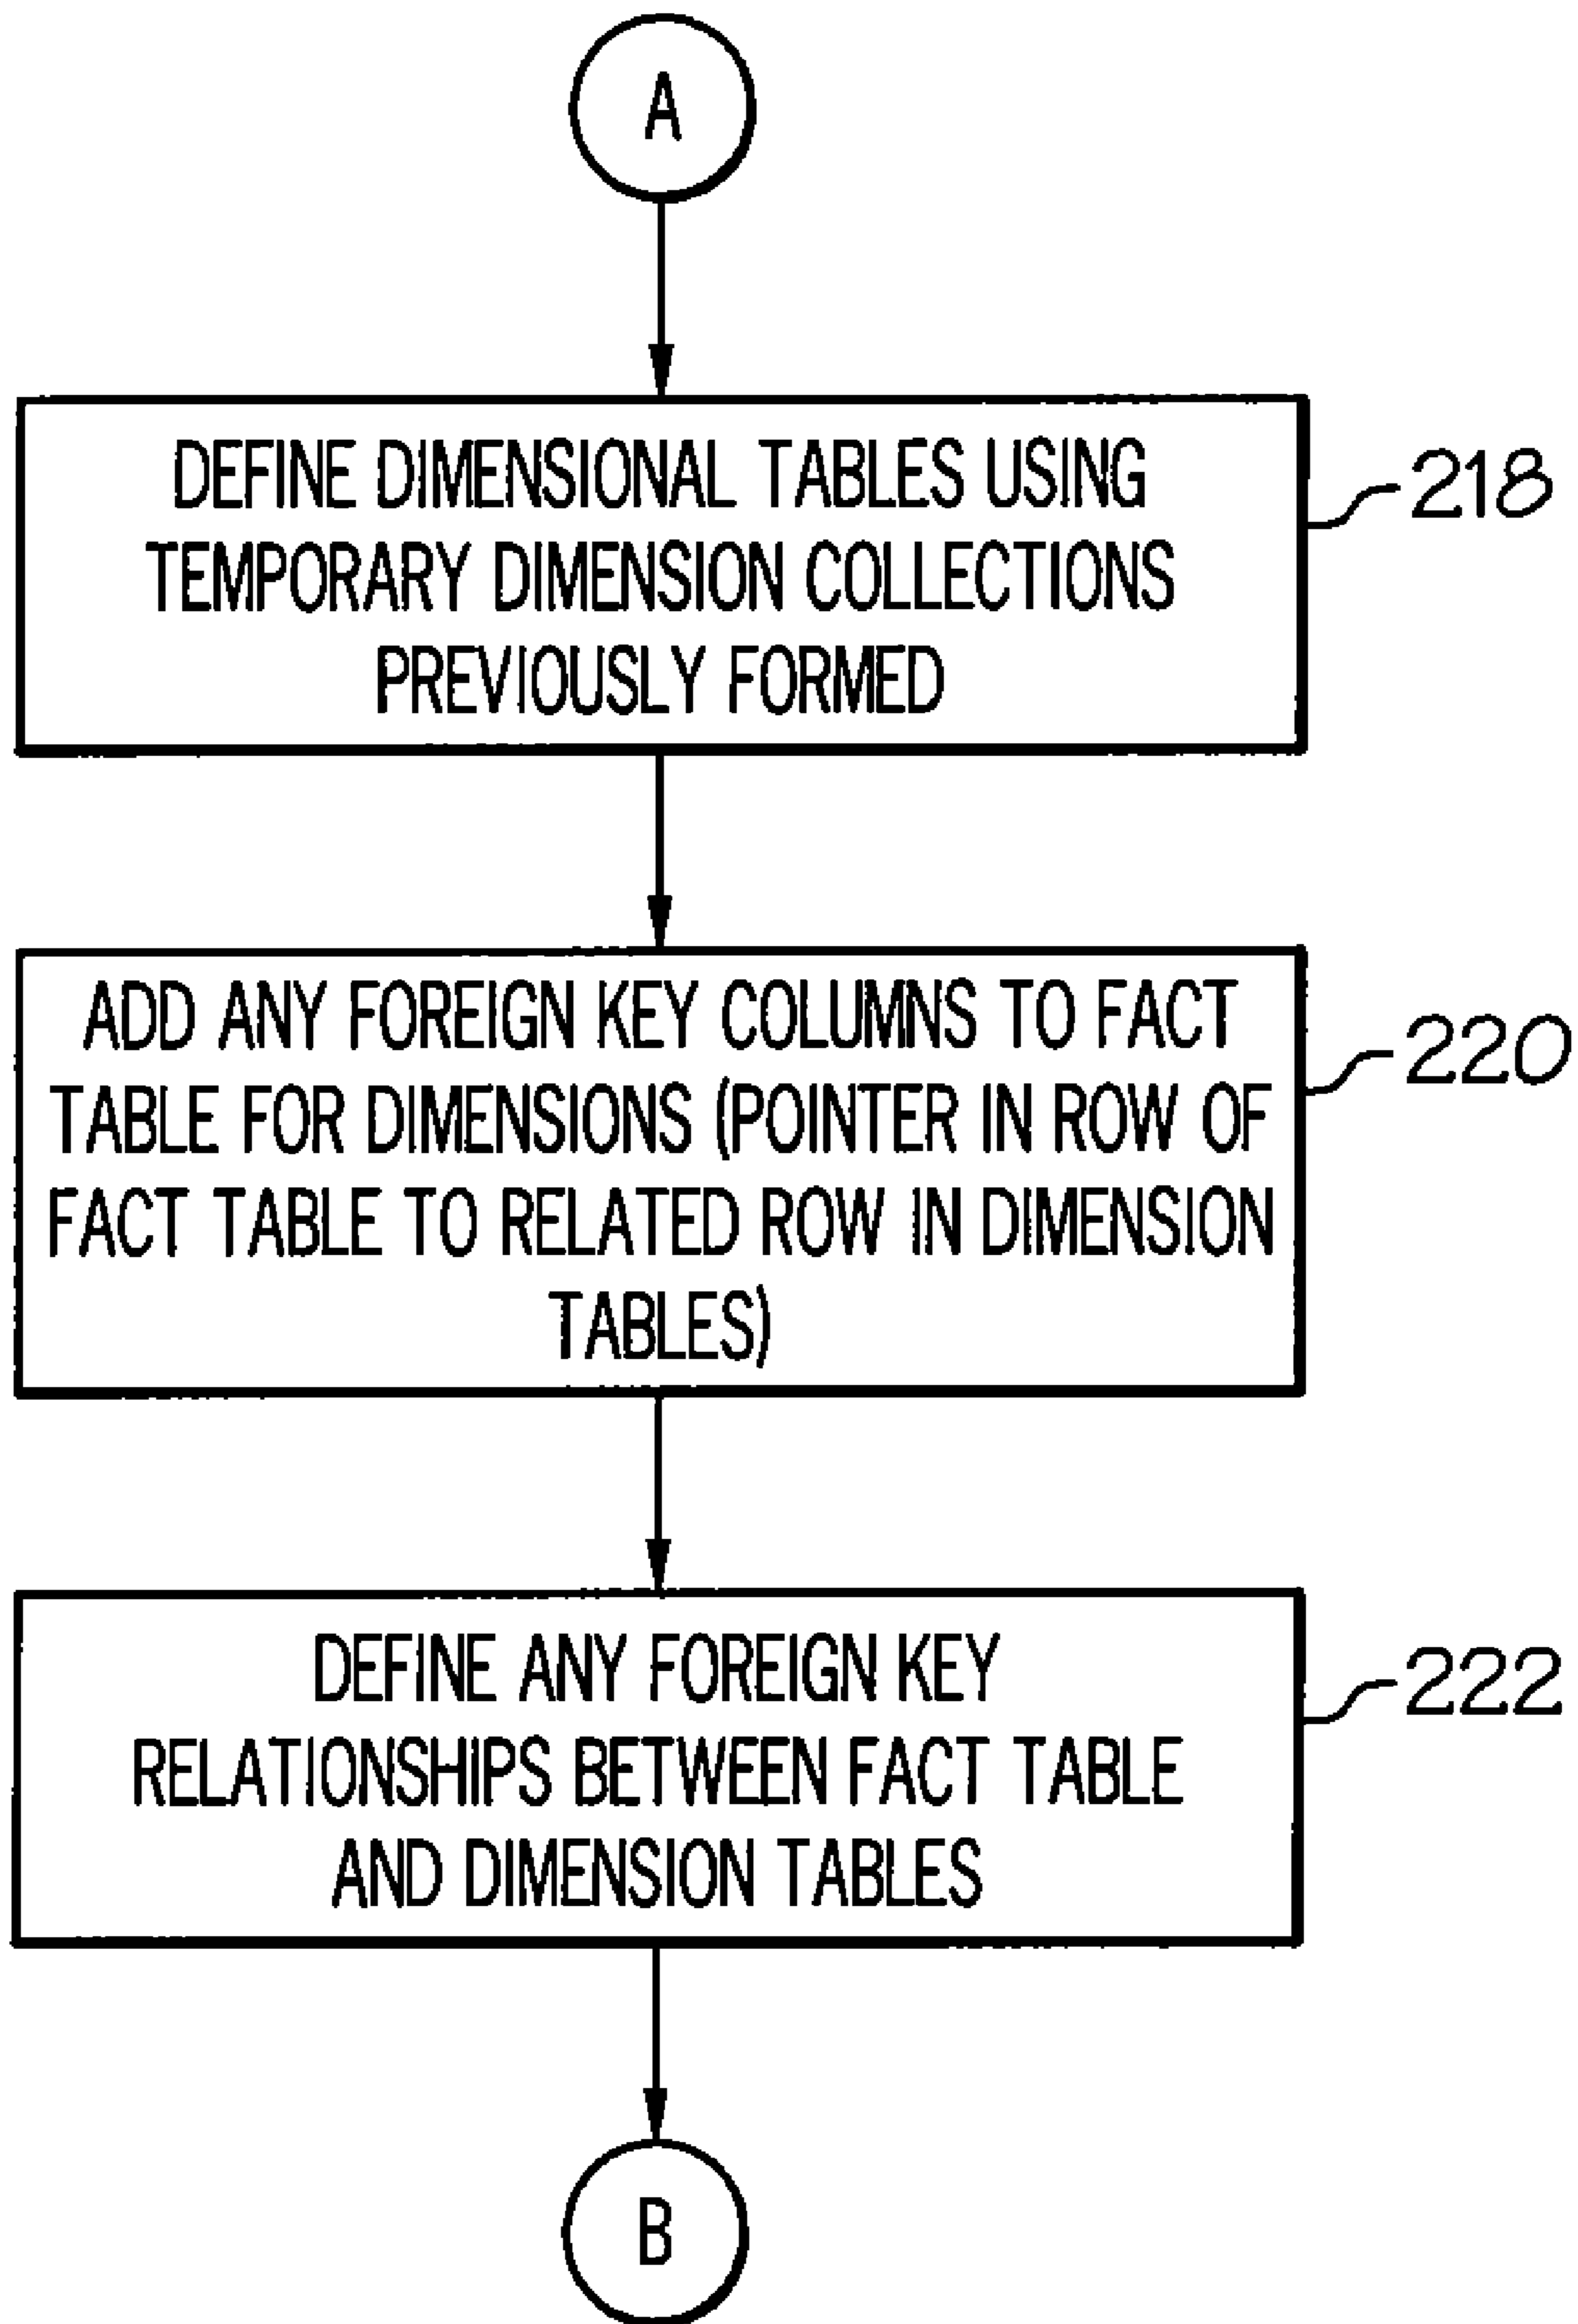 A
DEFINE DIMENSIONAL TABLES USING
TEMPORARY DIMENSION COLLECTIONS
PREVIOUSLY FORMED
218
ADD ANY FOREIGN KEY COLUMNS TO FACT
TABLE FOR DIMENSIONS (POINTER IN ROW OF
FACT TABLE TO RELATED ROW IN DIMENSION
TABLES)
220
DEFINE ANY FOREIGN KEY
RELATIONSHIPS BETWEEN FACT TABLE
AND DIMENSION TABLES
222
B